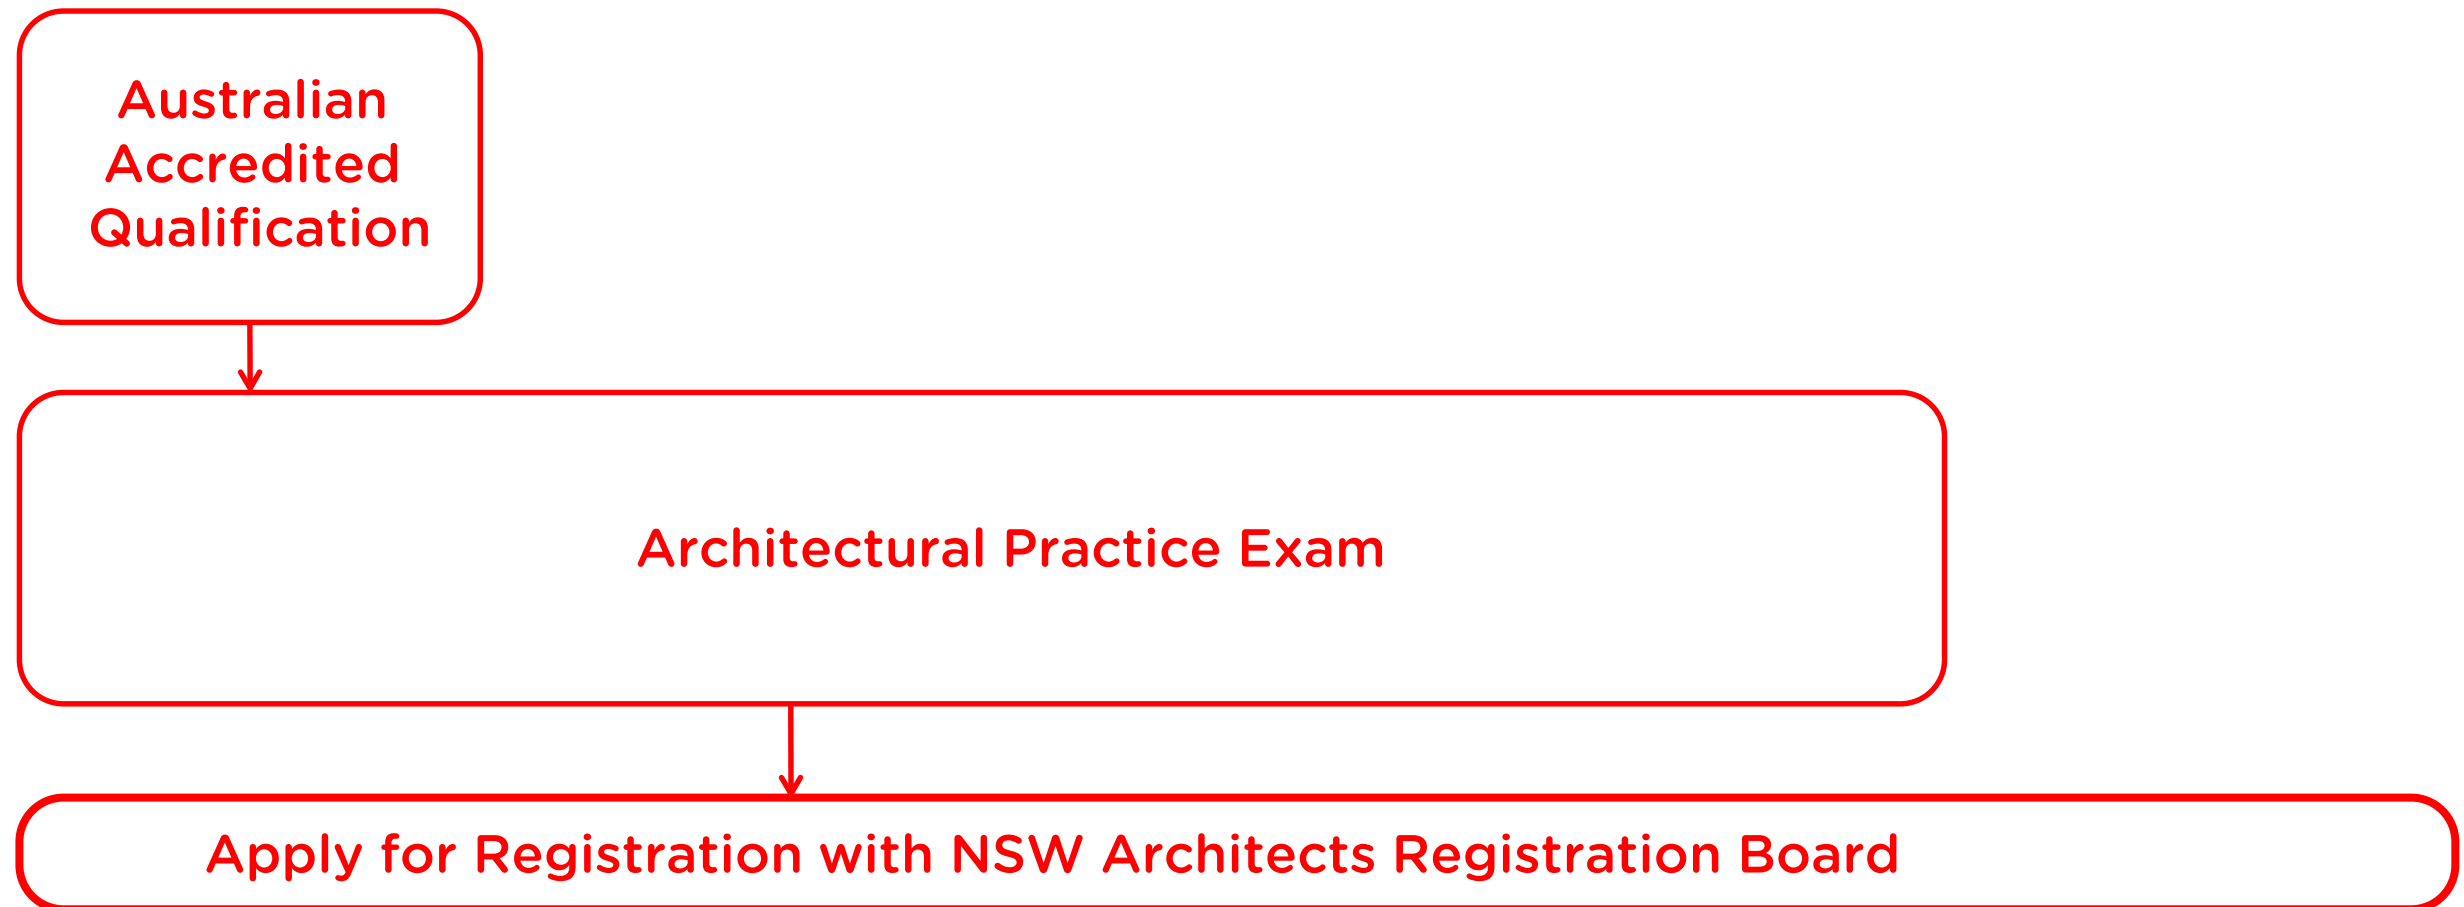 Australian
Accredited
Qualification
Architectural Practice Exam
Apply for Registration with NSW Architects Registration Board